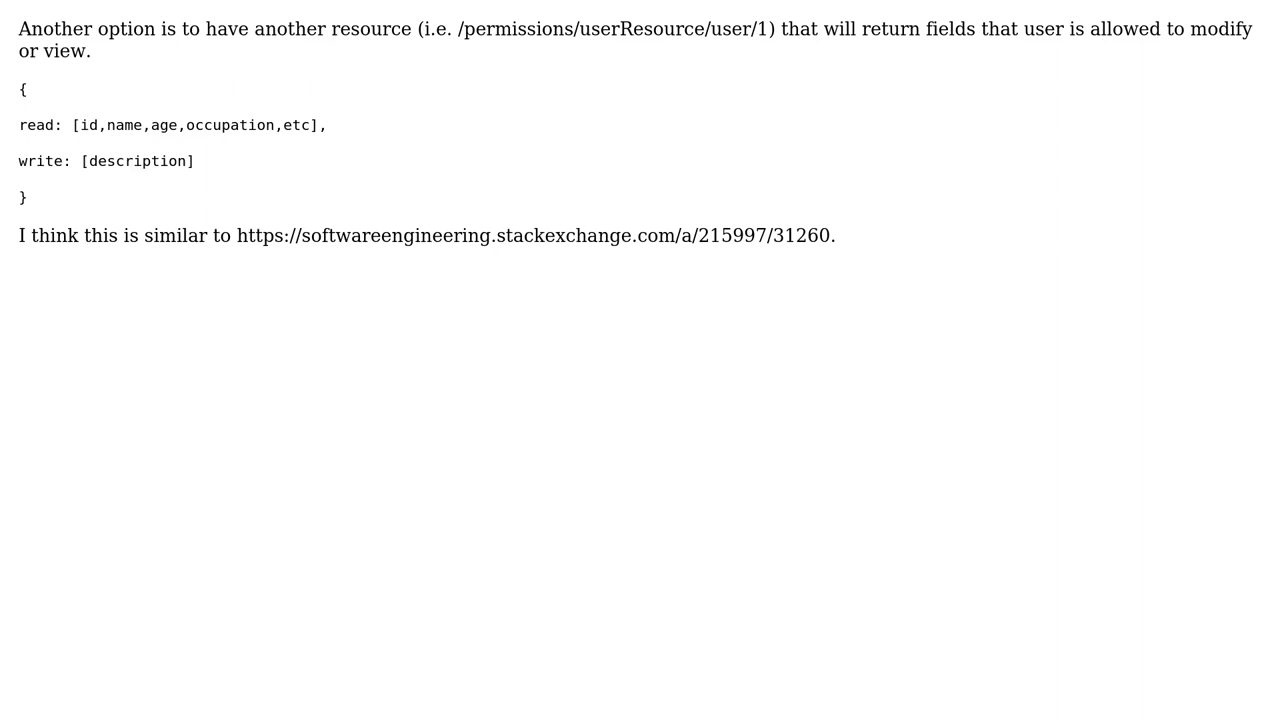 Another option is to have another resource (i.e. /permissions/userResource/user/1) that will return fields that user is allowed to modify
or view.
{
read: [id,name,age,occupation,etc],
write: [description]
}
I think this is similar to https://softwareengineering.stackexchange.com/a/215997/31260.